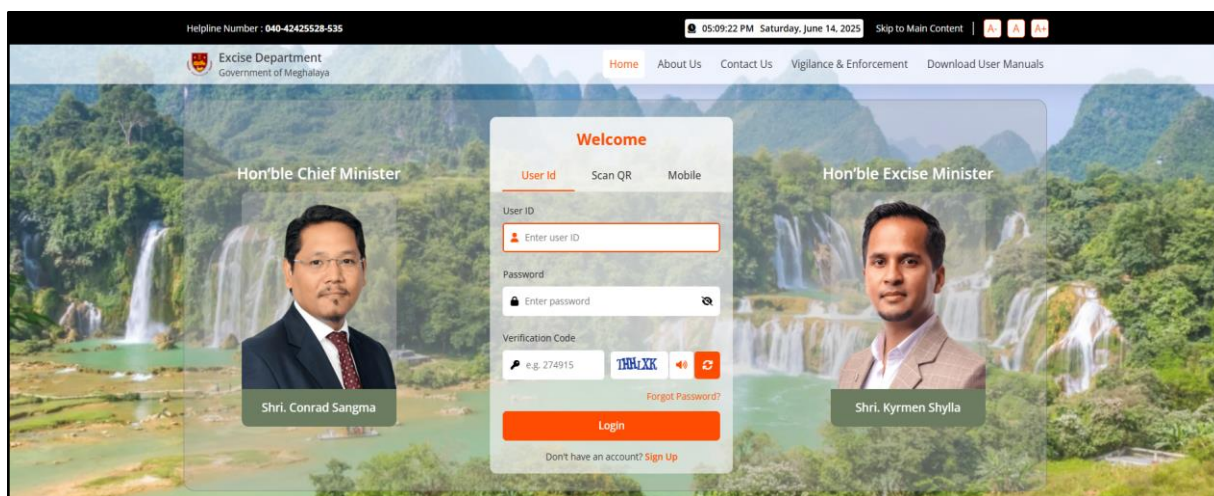 Helpline Number : 040-42425528-535
05:09:22 PM Saturday, June 14, 2025 Skip to Main Content A- A A+
Excise Department
Government of Meghalaya
Home About Us Contact Us Vigilance & Enforcement Download User Manuals
Welcome
User Id Scan QR Mobile
User ID
Enter user ID
Password
Enter password
Verification Code
e.g. 274915
Forgot Password?
Login
Don't have an account? Sign Up
Hon'ble Chief Minister
Shri. Conrad Sangma
Hon'ble Excise Minister
Shri. Kyrmen Shylla